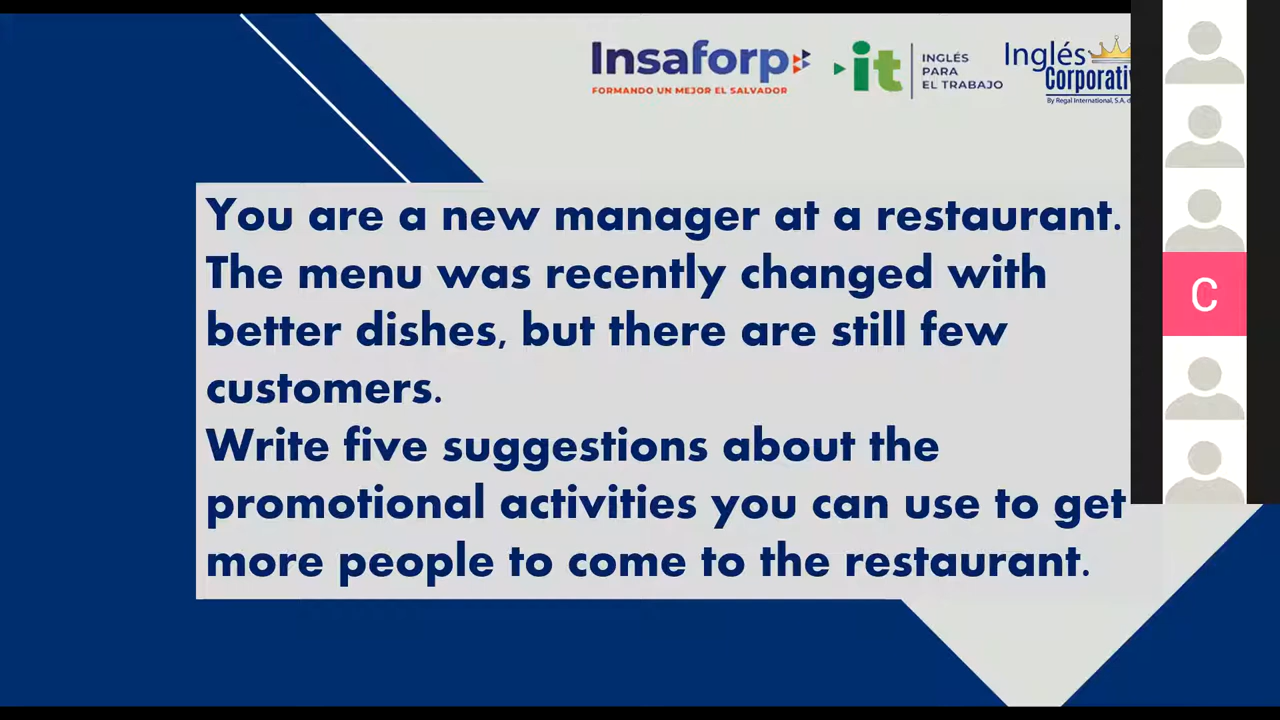 Insaforp
FORMANDO UN MEJOR EL SALVADOR
it
INGLÉS
PARA
EL TRABAJO
Inglés
Corporativ
By Regal International, S.A. d
C
You are a new manager at a restaurant.
The menu was recently changed with
better dishes, but there are still few
customers.
Write five suggestions about the
promotional activities you can use to get
more people to come to the restaurant.